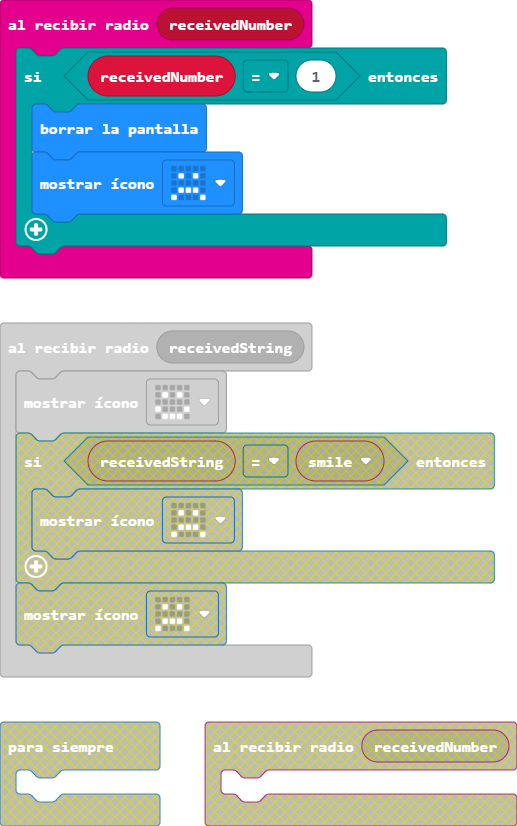 al recibir radio receivedNumber
si receivedNumber = 1 entonces
borrar la pantalla
mostrar ícono
al recibir radio receivedString
mostrar ícono
si receivedString = smile entonces
mostrar ícono
mostrar ícono
para siempre al recibir radio receivedNumber